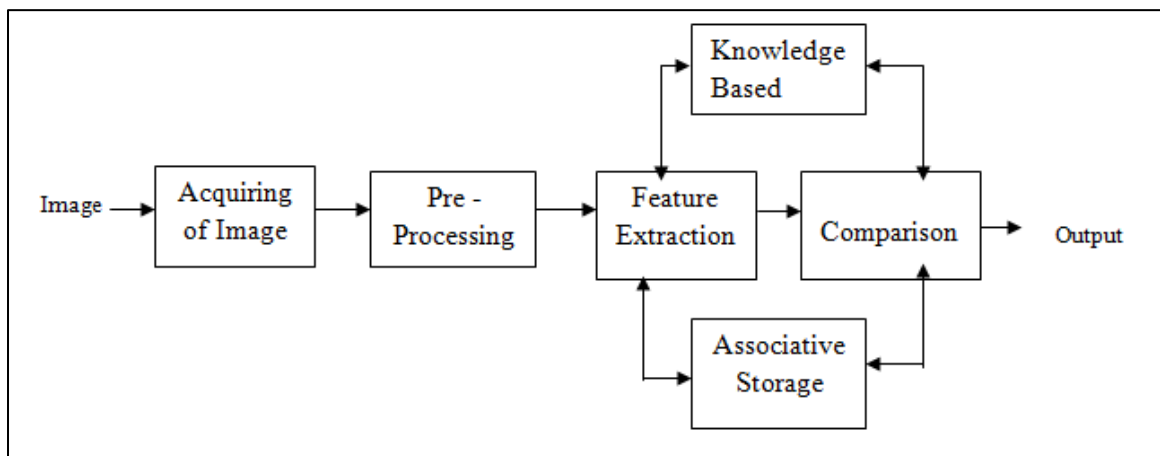 Knowledge
Based
Image
Acquiring
of Image
Pre -
Processing
Feature
Extraction
Comparison
Output
Associative
Storage